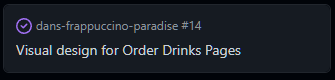 dans-frappuccino-paradise #14
Visual design for Order Drinks Pages